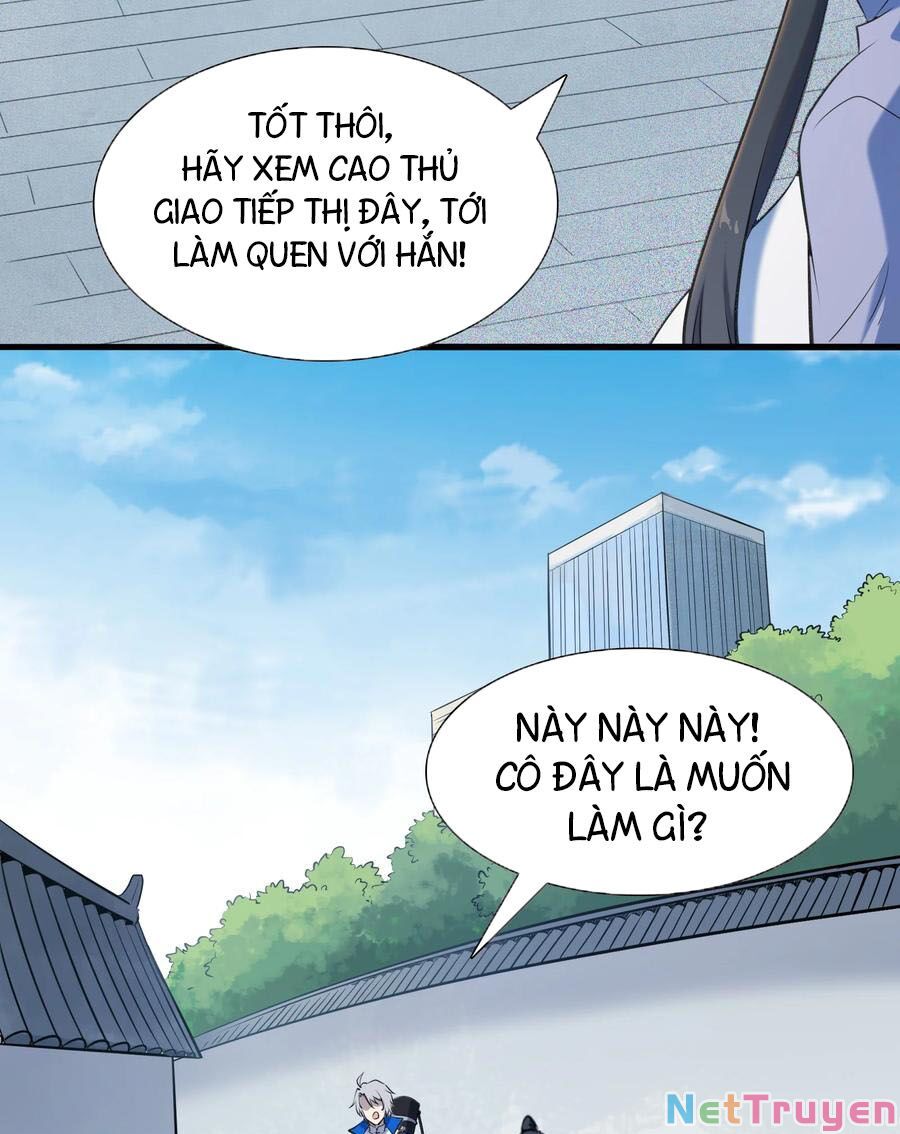 TỐT THÔI,
HÃY XEM CAO THỦ
GIAO TIẾP THỊ ĐÂY, TỚI
LÀM QUEN VỚI HẮN!
NÀY NÀY NÀY!
CÔ ĐÂY LÀ MUỐN
LÀM GÌ?
NetTruyen